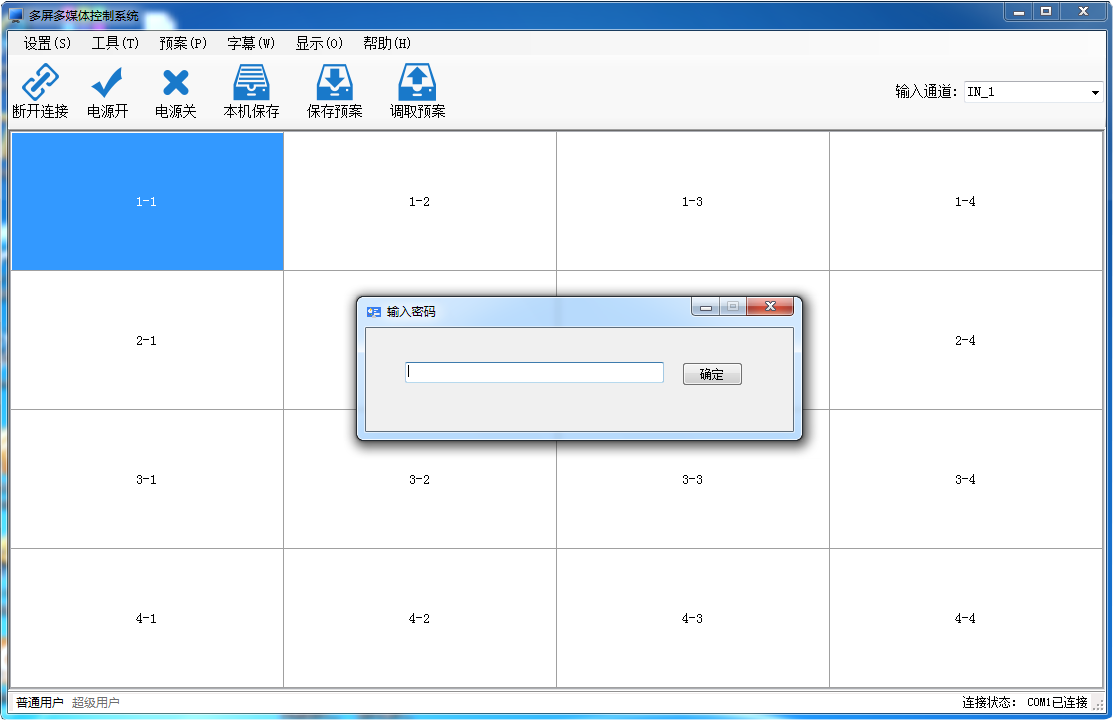 多屏多媒体控制系统
设置(S) 工具(T) 预案(P) 字幕(W) 显示(O) 帮助(H)
断开连接 电源开 电源关 本机保存 保存预案 调取预案 输入通道: IN_1
1-1 1-2 1-3 1-4
输入密码
2-1 2-4
确定
3-1 3-2 3-3 3-4
4-1 4-2 4-3 4-4
普通用户 超级用户 连接状态: COM1已连接